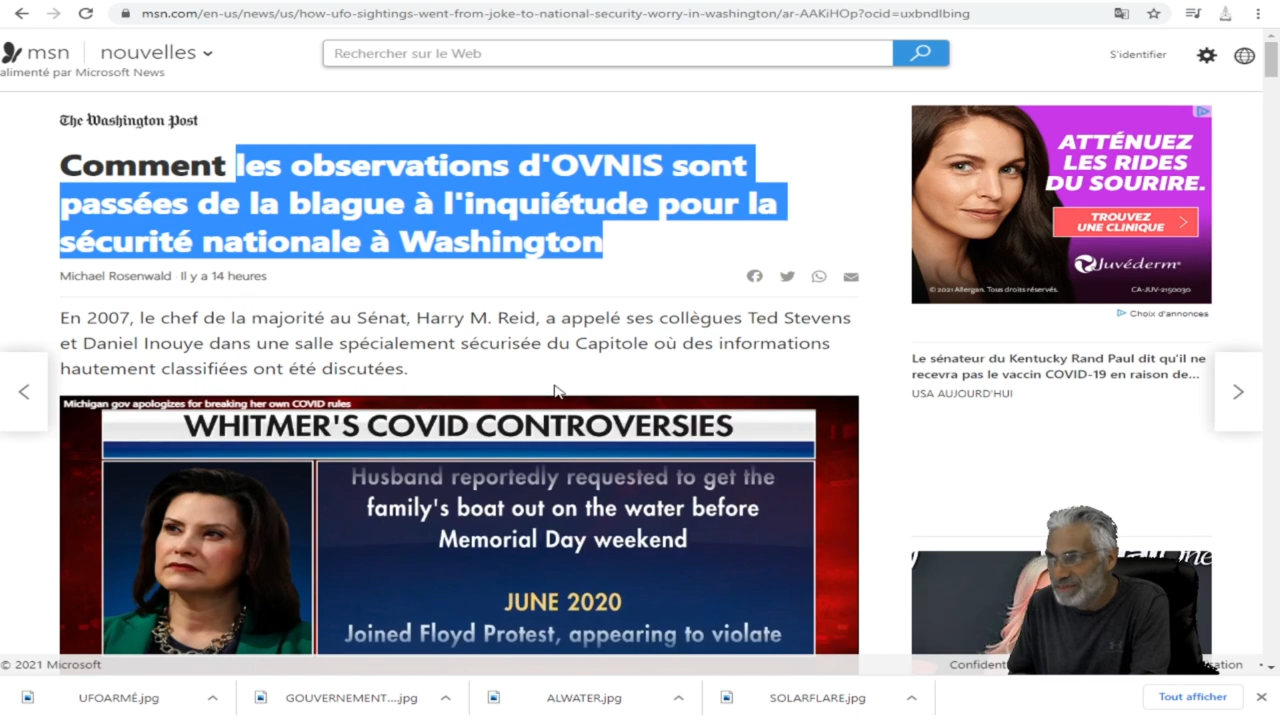 msn.com/en-us/news/us/how-ufo-sightings-went-from-joke-to-national-security-worry-in-washington/ar-AAKiHOp?ocid=uxbndlbing
msn nouvelles
alimenté par Microsoft News
Rechercher sur le Web
S'identifier
The Washington Post
Comment les observations d'OVNIS sont
passées de la blague à l'inquiétude pour la
sécurité nationale à Washington
Michael Rosenwald · Il y a 14 heures
En 2007, le chef de la majorité au Sénat, Harry M. Reid, a appelé ses collègues Ted Stevens
et Daniel Inouye dans une salle spécialement sécurisée du Capitole où des informations
hautement classifiées ont été discutées.
Michigan gov apologizes for breaking her own COVID rules
WHITMER'S COVID CONTROVERSIES
Husband reportedly requested to get the
family's boat out on the water before
Memorial Day weekend
JUNE 2020
Joined Floyd Protest, appearing to violate
ATTÉNUEZ
LES RIDES
DU SOURIRE.
TROUVEZ
UNE CLINIQUE
Juvéderm
© 2021 Allergan. Tous droits réservés.
CA-JUV-2150030
Choix d'annonces
Le sénateur du Kentucky Rand Paul dit qu'il ne
recevra pas le vaccin COVID-19 en raison de...
USA AUJOURD'HUI
© 2021 Microsoft
UFOARMÉ.jpg
GOUVERNEMENT....jpg
ALWATER.jpg
SOLARFLARE.jpg
Tout afficher